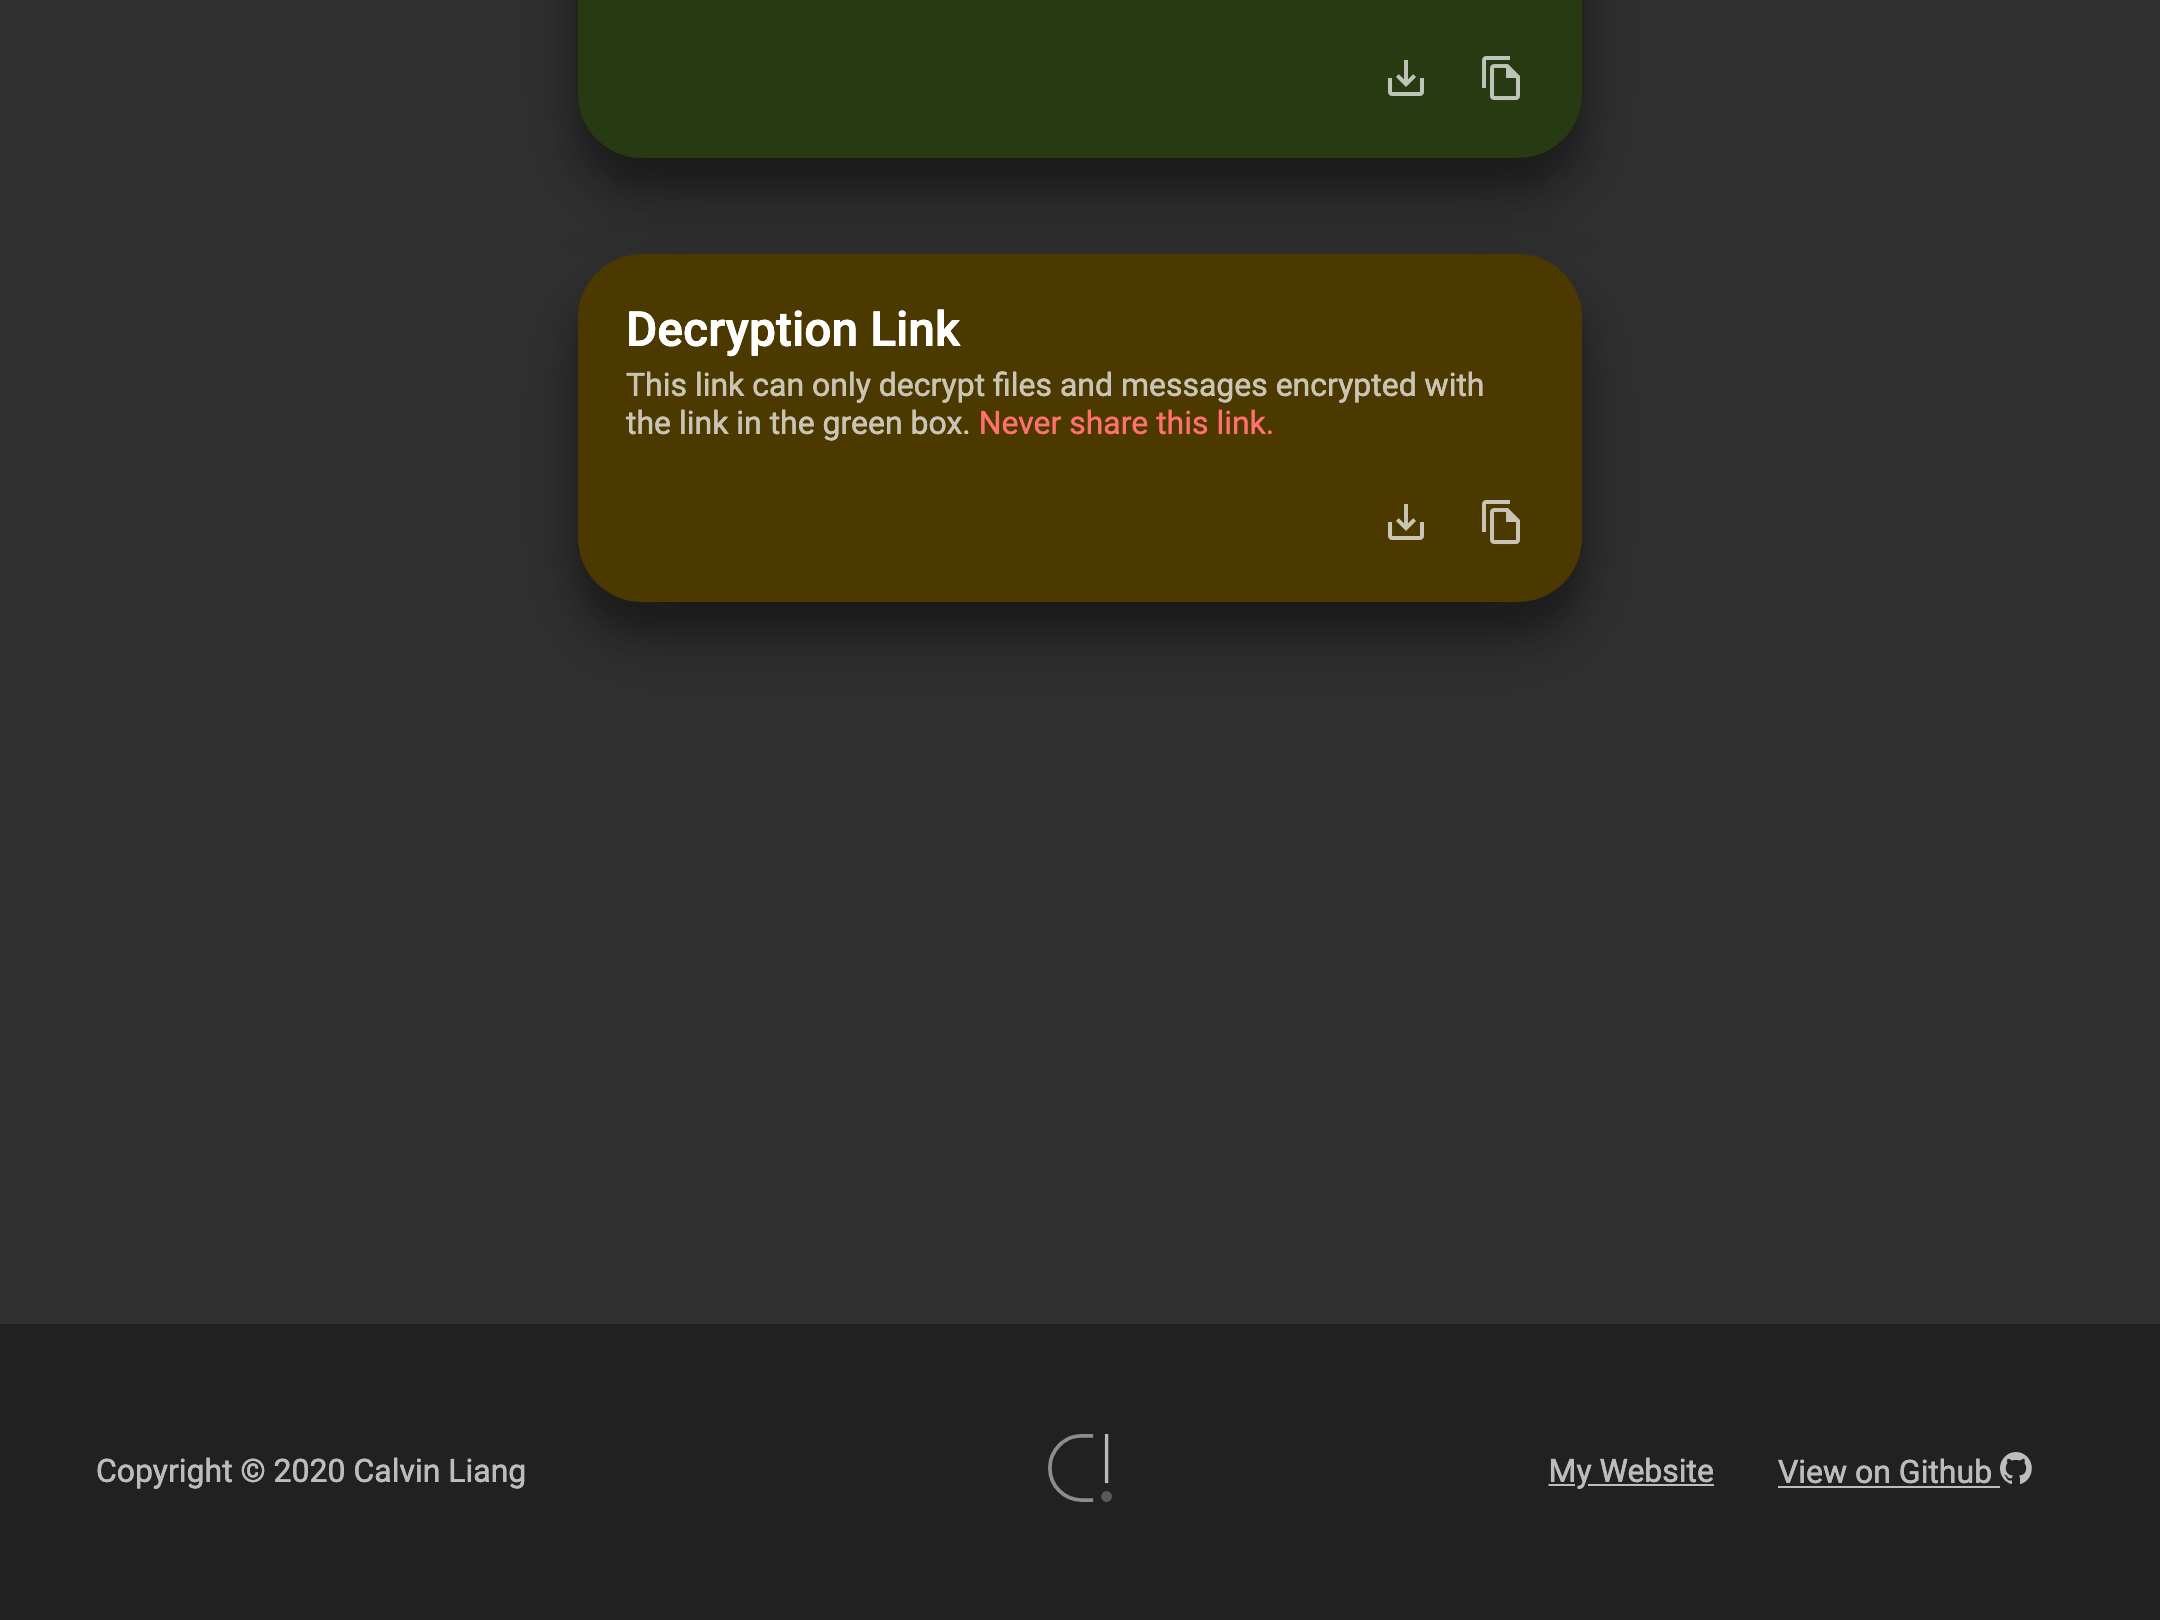 Decryption Link
This link can only decrypt files and messages encrypted with
the link in the green box. Never share this link.
Copyright © 2020 Calvin Liang
My Website
View on Github